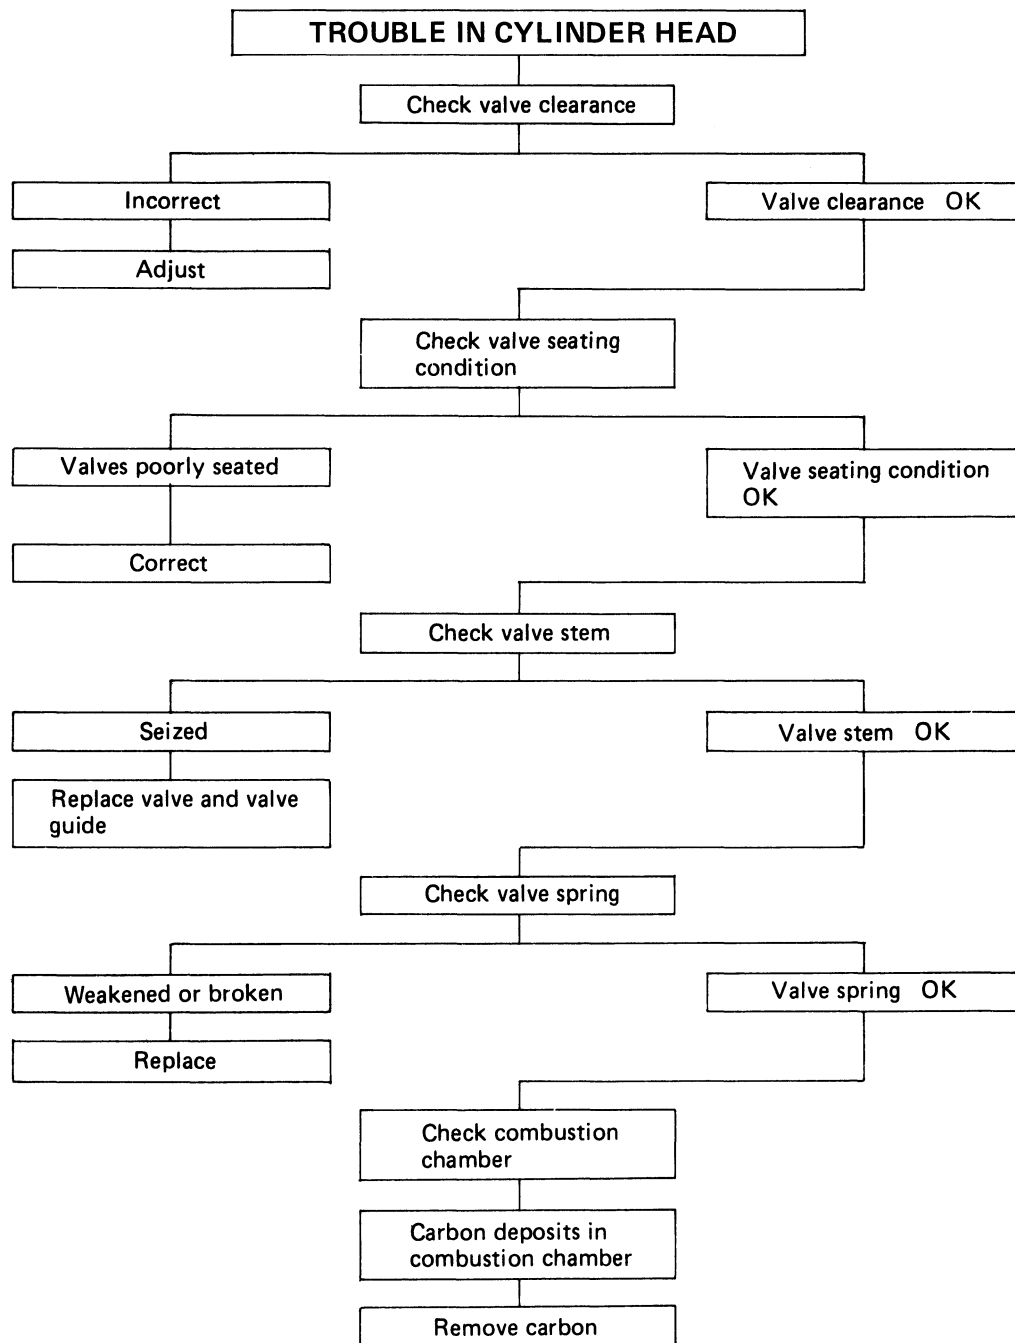 TROUBLE IN CYLINDER HEAD
Check valve clearance
Incorrect
Valve clearance OK
Adjust
Check valve seating
condition
Valves poorly seated
Valve seating condition
OK
Correct
Check valve stem
Seized
Valve stem OK
Replace valve and valve
guide
Check valve spring
Weakened or broken
Valve spring OK
Replace
Check combustion
chamber
Carbon deposits in
combustion chamber
Remove carbon